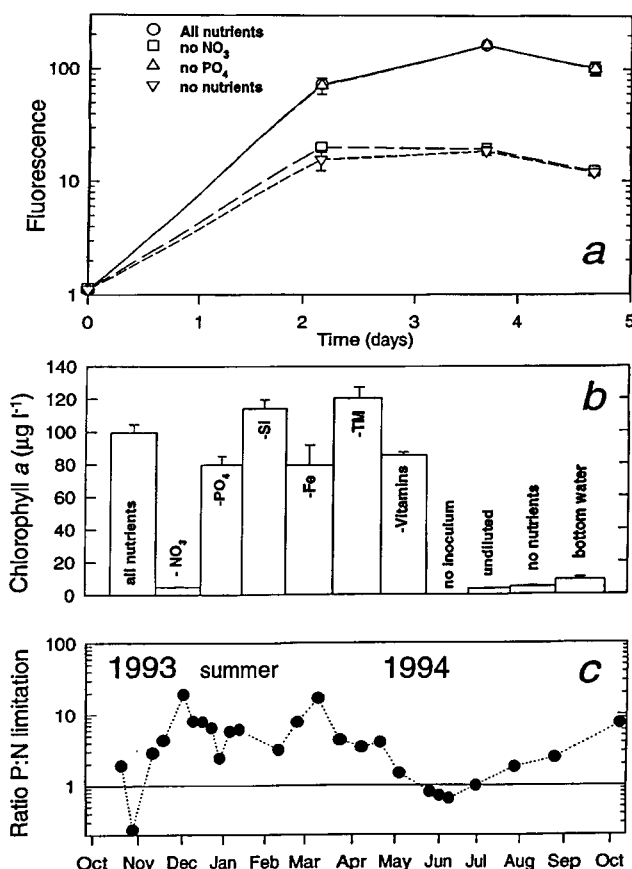 All nutrients
no NO3
no PO4
no nutrients
100
10
1
Fluorescence
a
0 1 2 3 4 5
Time (days)
140
120
100
80
60
40
20
0
Chlorophyll a (µg l-1)
b
all nutrients
- NO3
-PO4
-Si
-Fe
-TM
-Vitamins
no inoculum
undiluted
no nutrients
bottom water
100
10
1
Ratio P:N limitation
1993 summer 1994 c
Oct Nov Dec Jan Feb Mar Apr May Jun Jul Aug Sep Oct